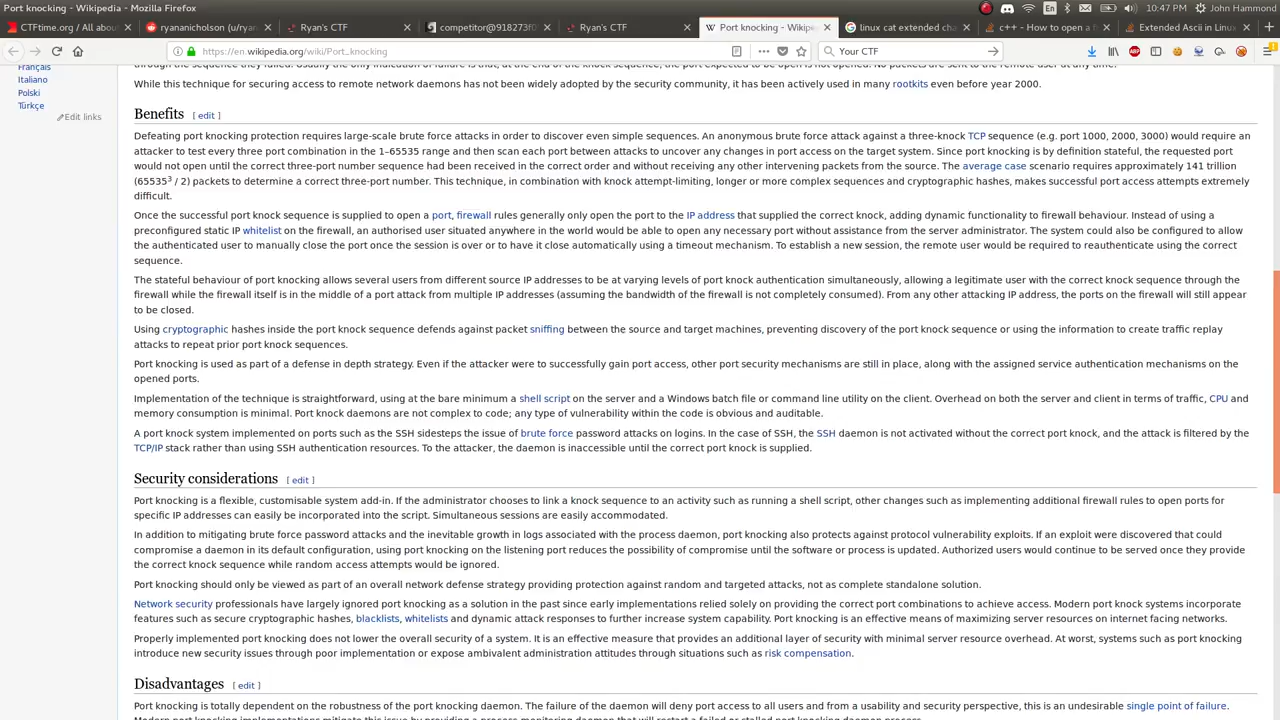 Port knocking - Wikipedia - Mozilla Firefox
En
10:47 PM
John Hammond
CTFtime.org / All about
ryananicholson (u/ryan
Ryan's CTF
competitor@918273f0
Ryan's CTF
Port knocking - Wikipe
linux cat extended cha
c++ - How to open a f
Extended Ascii in Linux
https://en.wikipedia.org/wiki/Port_knocking
Your CTF
Français
Italiano
Polski
Türkçe
Edit links
through the sequence they failed. Usually the only indication of failure is that, at the end of the knock sequence, the port expected to be open is not opened. No packets are sent to the remote user at any time.
While this technique for securing access to remote network daemons has not been widely adopted by the security community, it has been actively used in many rootkits even before year 2000.
Benefits [ edit ]
Defeating port knocking protection requires large-scale brute force attacks in order to discover even simple sequences. An anonymous brute force attack against a three-knock TCP sequence (e.g. port 1000, 2000, 3000) would require an
attacker to test every three port combination in the 1–65535 range and then scan each port between attacks to uncover any changes in port access on the target system. Since port knocking is by definition stateful, the requested port
would not open until the correct three-port number sequence had been received in the correct order and without receiving any other intervening packets from the source. The average case scenario requires approximately 141 trillion
(65535³ / 2) packets to determine a correct three-port number. This technique, in combination with knock attempt-limiting, longer or more complex sequences and cryptographic hashes, makes successful port access attempts extremely
difficult.
Once the successful port knock sequence is supplied to open a port, firewall rules generally only open the port to the IP address that supplied the correct knock, adding dynamic functionality to firewall behaviour. Instead of using a
preconfigured static IP whitelist on the firewall, an authorised user situated anywhere in the world would be able to open any necessary port without assistance from the server administrator. The system could also be configured to allow
the authenticated user to manually close the port once the session is over or to have it close automatically using a timeout mechanism. To establish a new session, the remote user would be required to reauthenticate using the correct
sequence.
The stateful behaviour of port knocking allows several users from different source IP addresses to be at varying levels of port knock authentication simultaneously, allowing a legitimate user with the correct knock sequence through the
firewall while the firewall itself is in the middle of a port attack from multiple IP addresses (assuming the bandwidth of the firewall is not completely consumed). From any other attacking IP address, the ports on the firewall will still appear
to be closed.
Using cryptographic hashes inside the port knock sequence defends against packet sniffing between the source and target machines, preventing discovery of the port knock sequence or using the information to create traffic replay
attacks to repeat prior port knock sequences.
Port knocking is used as part of a defense in depth strategy. Even if the attacker were to successfully gain port access, other port security mechanisms are still in place, along with the assigned service authentication mechanisms on the
opened ports.
Implementation of the technique is straightforward, using at the bare minimum a shell script on the server and a Windows batch file or command line utility on the client. Overhead on both the server and client in terms of traffic, CPU and
memory consumption is minimal. Port knock daemons are not complex to code; any type of vulnerability within the code is obvious and auditable.
A port knock system implemented on ports such as the SSH sidesteps the issue of brute force password attacks on logins. In the case of SSH, the SSH daemon is not activated without the correct port knock, and the attack is filtered by the
TCP/IP stack rather than using SSH authentication resources. To the attacker, the daemon is inaccessible until the correct port knock is supplied.
Security considerations [ edit ]
Port knocking is a flexible, customisable system add-in. If the administrator chooses to link a knock sequence to an activity such as running a shell script, other changes such as implementing additional firewall rules to open ports for
specific IP addresses can easily be incorporated into the script. Simultaneous sessions are easily accommodated.
In addition to mitigating brute force password attacks and the inevitable growth in logs associated with the process daemon, port knocking also protects against protocol vulnerability exploits. If an exploit were discovered that could
compromise a daemon in its default configuration, using port knocking on the listening port reduces the possibility of compromise until the software or process is updated. Authorized users would continue to be served once they provide
the correct knock sequence while random access attempts would be ignored.
Port knocking should only be viewed as part of an overall network defense strategy providing protection against random and targeted attacks, not as complete standalone solution.
Network security professionals have largely ignored port knocking as a solution in the past since early implementations relied solely on providing the correct port combinations to achieve access. Modern port knock systems incorporate
features such as secure cryptographic hashes, blacklists, whitelists and dynamic attack responses to further increase system capability. Port knocking is an effective means of maximizing server resources on internet facing networks.
Properly implemented port knocking does not lower the overall security of a system. It is an effective measure that provides an additional layer of security with minimal server resource overhead. At worst, systems such as port knocking
introduce new security issues through poor implementation or expose ambivalent administration attitudes through situations such as risk compensation.
Disadvantages [ edit ]
Port knocking is totally dependent on the robustness of the port knocking daemon. The failure of the daemon will deny port access to all users and from a usability and security perspective, this is an undesirable single point of failure.
Modern port knocking implementations mitigate this issue by providing a process monitoring daemon that will restart a failed or stalled port knocking daemon process.